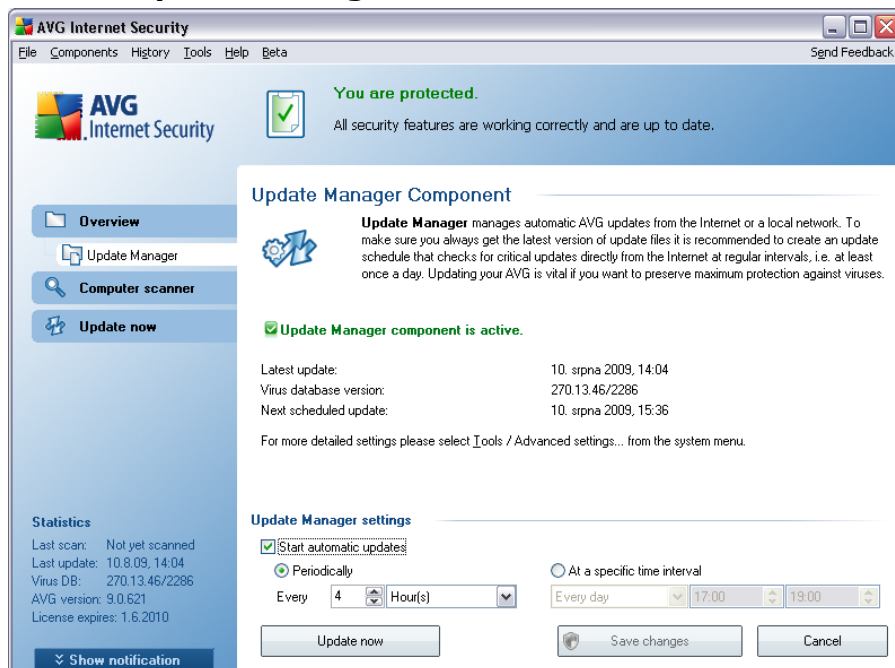 AVG Internet Security
File Components History Tools Help Beta Send Feedback
AVG
Internet Security
You are protected.
All security features are working correctly and are up to date.
Overview
Update Manager
Computer scanner
Update now
Update Manager Component
Update Manager manages automatic AVG updates from the Internet or a local network. To
make sure you always get the latest version of update files it is recommended to create an update
schedule that checks for critical updates directly from the Internet at regular intervals, i.e. at least
once a day. Updating your AVG is vital if you want to preserve maximum protection against viruses.
Update Manager component is active.
Latest update: 10. srpna 2009, 14:04
Virus database version: 270.13.46/2286
Next scheduled update: 10. srpna 2009, 15:36
For more detailed settings please select Tools / Advanced settings... from the system menu.
Update Manager settings
Start automatic updates
Periodically
At a specific time interval
Every 4 Hour(s)
Every day 17:00 19:00
Update now
Save changes
Cancel
Statistics
Last scan: Not yet scanned
Last update: 10.8.09, 14:04
Virus DB: 270.13.46/2286
AVG version: 9.0.621
License expires: 1.6.2010
Show notification